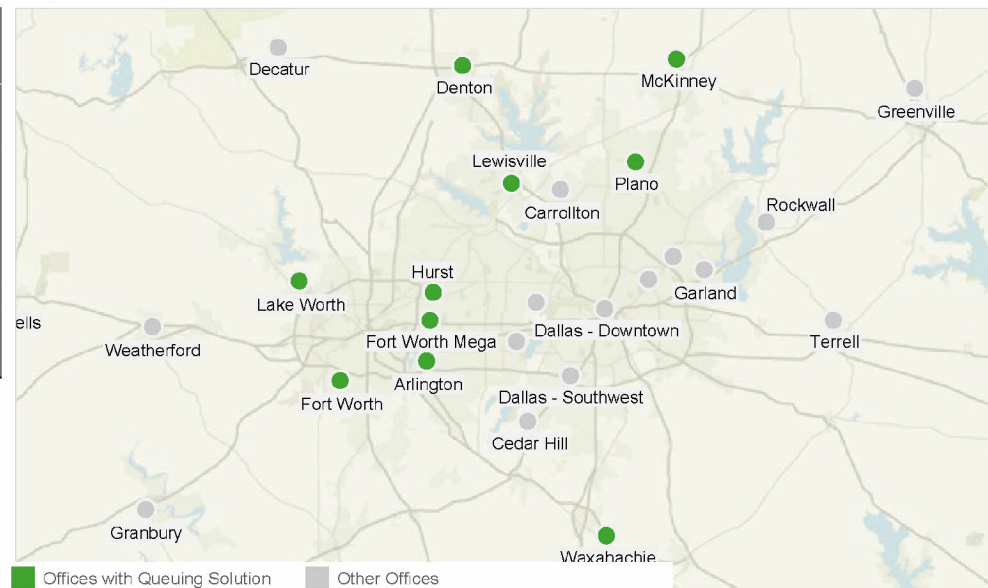 Decatur
Denton
McKinney
Greenville
Lewisville
Plano
Carrollton
Rockwall
Hurst
Garland
Lake Worth
ells
Fort Worth Mega
Dallas - Downtown
Terrell
Weatherford
Arlington
Fort Worth
Dallas - Southwest
Cedar Hill
Granbury
Waxahachie
Offices with Queuing Solution
Other Offices